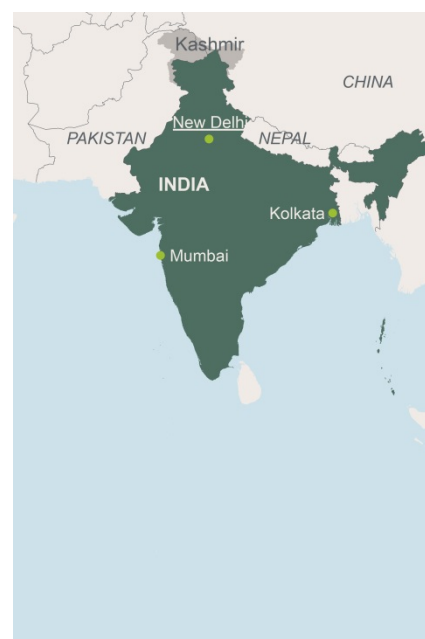 Kashmir
CHINA
New Delhi
PAKISTAN
NEPAL
INDIA
Kolkata
Mumbai